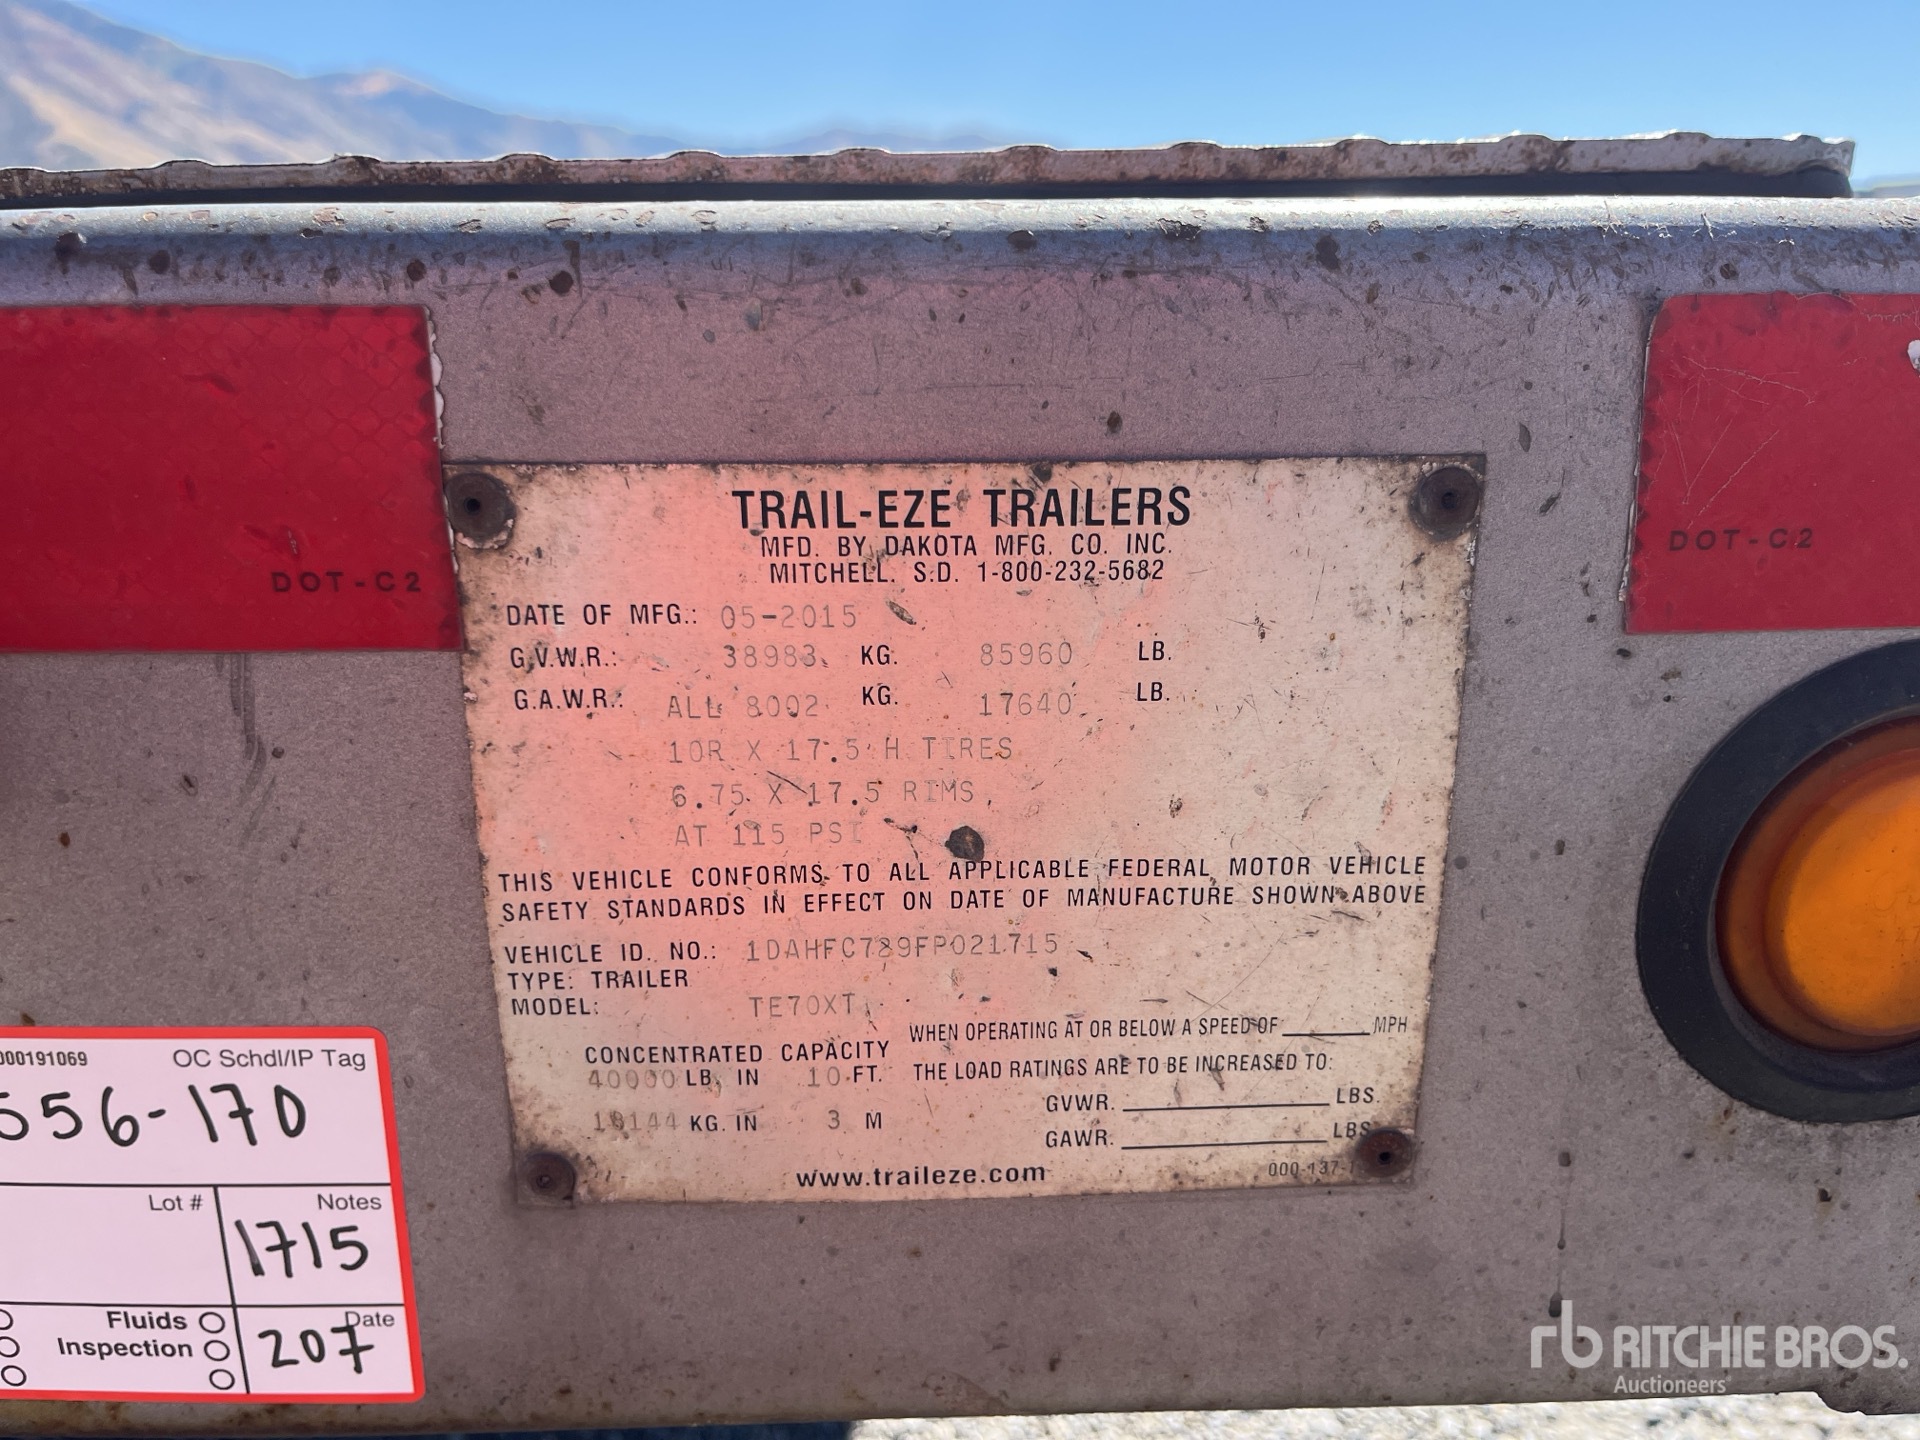 TRAIL-EZE TRAILERS
MFD. BY DAKOTA MFG. CO. INC.
MITCHELL. S.D. 1-800-232-5682
DATE OF MFG.: 05-2015
G.V.W.R.: 38983 KG. 85960 LB.
G.A.W.R.: ALL 8002 KG. 17640 LB.
10R X 17.5 H TIRES
6.75 X 17.5 RIMS,
AT 115 PSI
THIS VEHICLE CONFORMS TO ALL APPLICABLE FEDERAL MOTOR VEHICLE
SAFETY STANDARDS IN EFFECT ON DATE OF MANUFACTURE SHOWN ABOVE
VEHICLE ID. NO.: 1DAHFC789FP021715
TYPE: TRAILER
MODEL: TE70XT
WHEN OPERATING AT OR BELOW A SPEED OF ______ MPH
THE LOAD RATINGS ARE TO BE INCREASED TO:
GVWR. ______ LBS.
GAWR. ______ LBS
CONCENTRATED CAPACITY
40000 LB. IN 10 FT.
18144 KG. IN 3 M
www.traileze.com
000-137-
DOT-C2
DOT-C2
000191069 OC Schdl/IP Tag
556-170
Lot # Notes
1715
Fluids
Inspection
Date
207
rb RITCHIE BROS.
Auctioneers